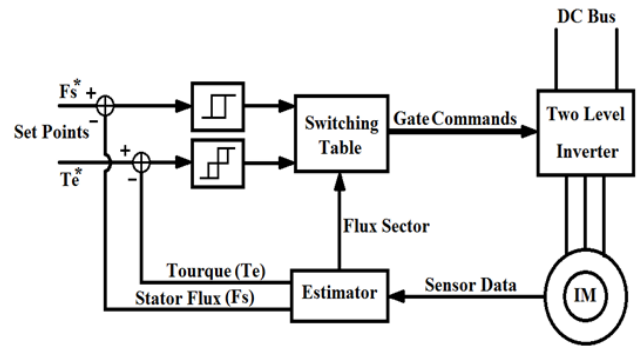 DC Bus
Fs* +
−
Set Points
+
Te*
−
Switching
Table
Gate Commands
Two Level
Inverter
Flux Sector
Tourque (Te)
Stator Flux (Fs)
Estimator
Sensor Data
IM